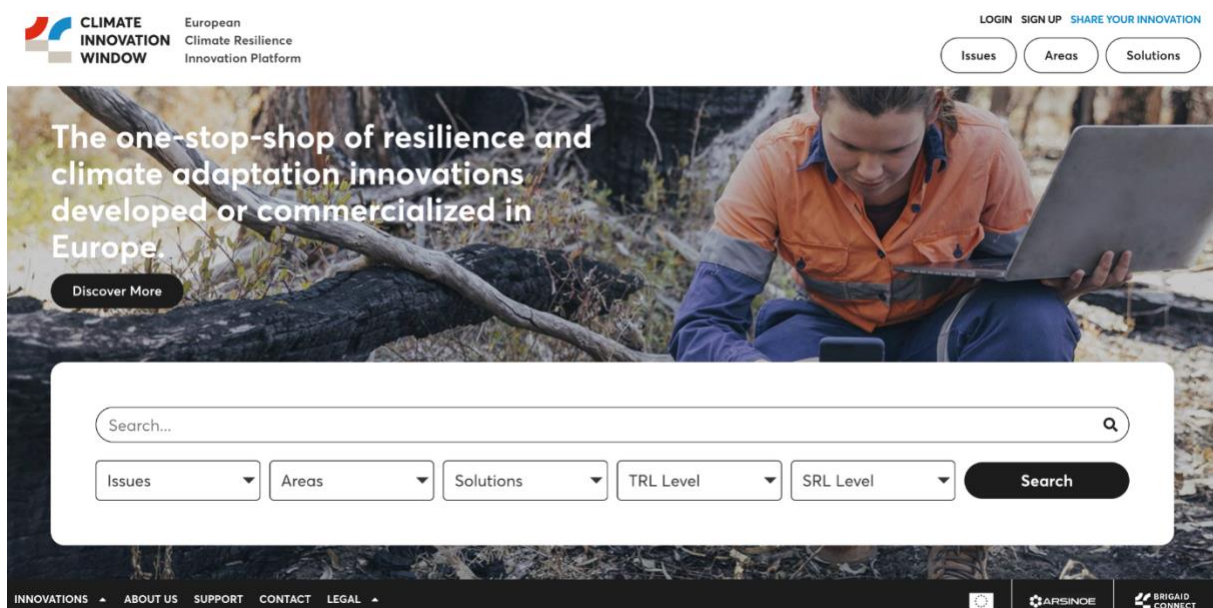 CLIMATE
INNOVATION
WINDOW
European
Climate Resilience
Innovation Platform
LOGIN SIGN UP SHARE YOUR INNOVATION
Issues Areas Solutions
The one-stop-shop of resilience and
climate adaptation innovations
developed or commercialized in
Europe.
Discover More
Search...
Issues Areas Solutions TRL Level SRL Level Search
INNOVATIONS ABOUT US SUPPORT CONTACT LEGAL
ARSINOE
BRIGAID
CONNECT